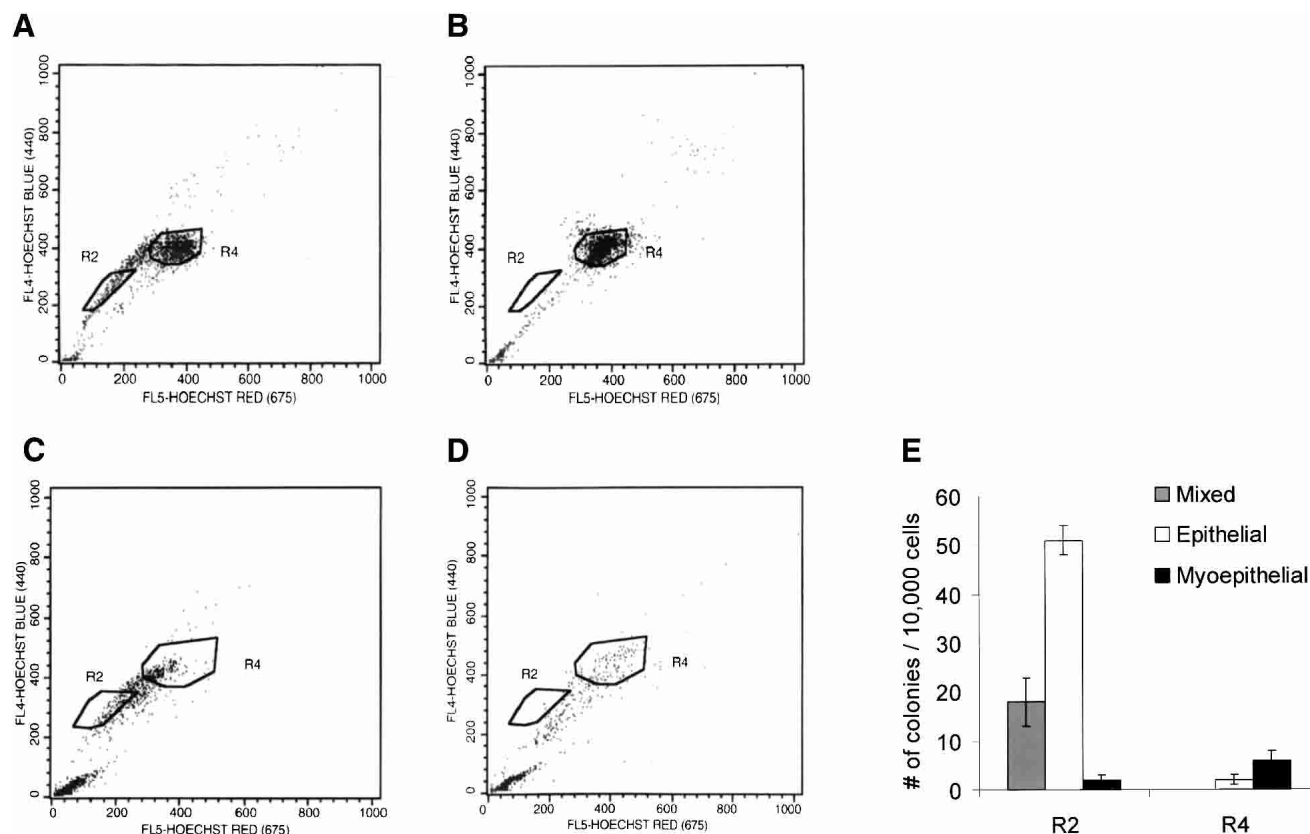 A
FL4-HOECHST BLUE (440)
1000
800
600
400
200
0
R2
R4
0 200 400 600 800 1000
FL5-HOECHST RED (675)
B
FL4-HOECHST BLUE (440)
1000
800
600
400
200
0
R2
R4
0 200 400 600 800 1000
FL5-HOECHST RED (675)
C
FL4-HOECHST BLUE (440)
1000
800
600
400
200
0
R2
R4
0 200 400 600 800 1000
FL5-HOECHST RED (675)
D
FL4-HOECHST BLUE (440)
1000
800
600
400
200
0
R2
R4
0 200 400 600 800 1000
FL5-HOECHST RED (675)
E
# of colonies / 10,000 cells
60
50
40
30
20
10
0
Mixed
Epithelial
Myoepithelial
R2 R4